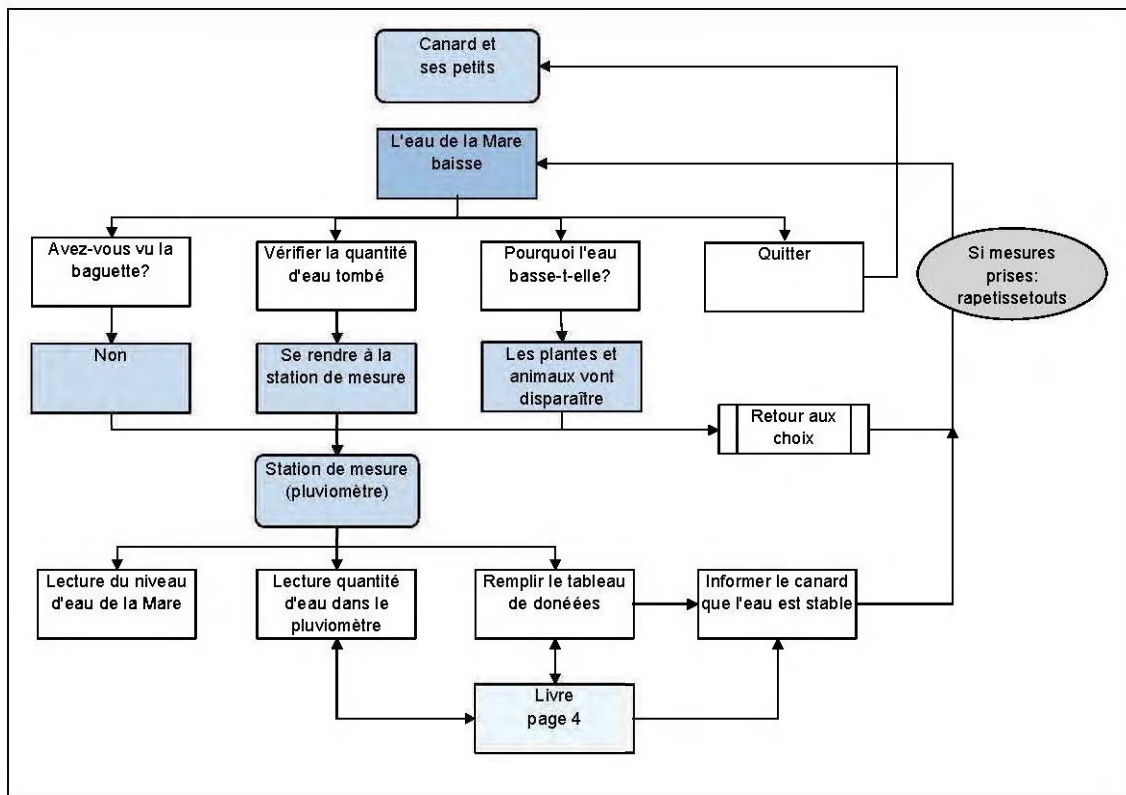 Canard et
ses petits
L'eau de la Mare
baisse
Avez-vous vu la
baguette?
Vérifier la quantité
d'eau tombé
Pourquoi l'eau
basse-t-elle?
Quitter
Si mesures
prises:
rapetissetouts
Non
Se rendre à la
station de mesure
Les plantes et
animaux vont
disparaître
Retour aux
choix
Station de mesure
(pluviomètre)
Lecture du niveau
d'eau de la Mare
Lecture quantité
d'eau dans le
pluviomètre
Remplir le tableau
de donéées
Informer le canard
que l'eau est stable
Livre
page 4